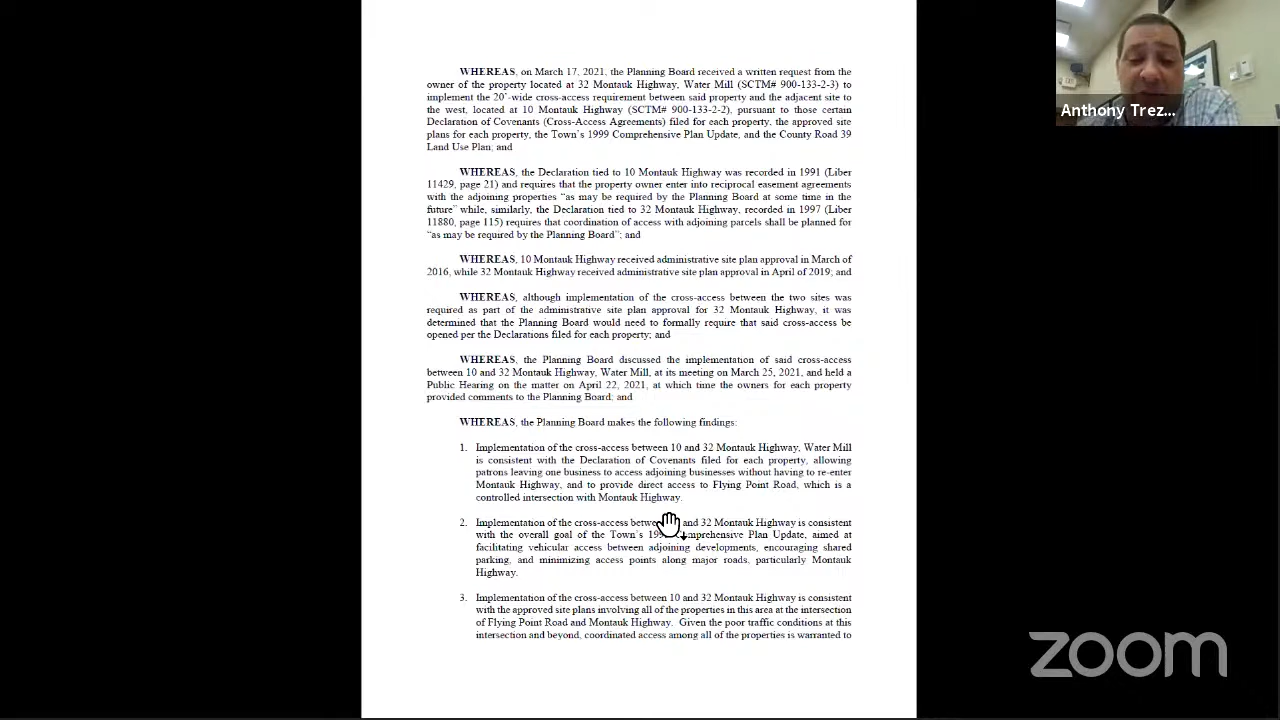 WHEREAS, on March 17, 2021, the Planning Board received a written request from the
owner of the property located at 32 Montauk Highway, Water Mill (SCTM# 900-133-2-3) to
implement the 20'-wide cross-access requirement between said property and the adjacent site to
the west, located at 10 Montauk Highway (SCTM# 900-133-2-2), pursuant to those certain
Declaration of Covenants (Cross-Access Agreements) filed for each property, the approved site
plans for each property, the Town's 1999 Comprehensive Plan Update, and the County Road 39
Land Use Plan; and
WHEREAS, the Declaration tied to 10 Montauk Highway was recorded in 1991 (Liber
11429, page 21) and requires that the property owner enter into reciprocal easement agreements
with the adjoining properties "as may be required by the Planning Board at some time in the
future" while, similarly, the Declaration tied to 32 Montauk Highway, recorded in 1997 (Liber
11880, page 115) requires that coordination of access with adjoining parcels shall be planned for
"as may be required by the Planning Board"; and
WHEREAS, 10 Montauk Highway received administrative site plan approval in March of
2016, while 32 Montauk Highway received administrative site plan approval in April of 2019; and
WHEREAS, although implementation of the cross-access between the two sites was
required as part of the administrative site plan approval for 32 Montauk Highway, it was
determined that the Planning Board would need to formally require that said cross-access be
opened per the Declarations filed for each property; and
WHEREAS, the Planning Board discussed the implementation of said cross-access
between 10 and 32 Montauk Highway, Water Mill, at its meeting on March 25, 2021, and held a
Public Hearing on the matter on April 22, 2021, at which time the owners for each property
provided comments to the Planning Board; and
WHEREAS, the Planning Board makes the following findings:
1. Implementation of the cross-access between 10 and 32 Montauk Highway, Water Mill
is consistent with the Declaration of Covenants filed for each property, allowing
patrons leaving one business to access adjoining businesses without having to re-enter
Montauk Highway, and to provide direct access to Flying Point Road, which is a
controlled intersection with Montauk Highway.
2. Implementation of the cross-access and 32 Montauk Highway is consistent
with the overall goal of the Town's Plan Update, aimed at
facilitating vehicular access between adjoining developments, encouraging shared
parking, and minimizing access points along major roads, particularly Montauk
Highway.
3. Implementation of the cross-access between 10 and 32 Montauk Highway is consistent
with the approved site plans involving all of the properties in this area at the intersection
of Flying Point Road and Montauk Highway. Given the poor traffic conditions at this
intersection and beyond, coordinated access among all of the properties is warranted to
Anthony Trez...
zoom